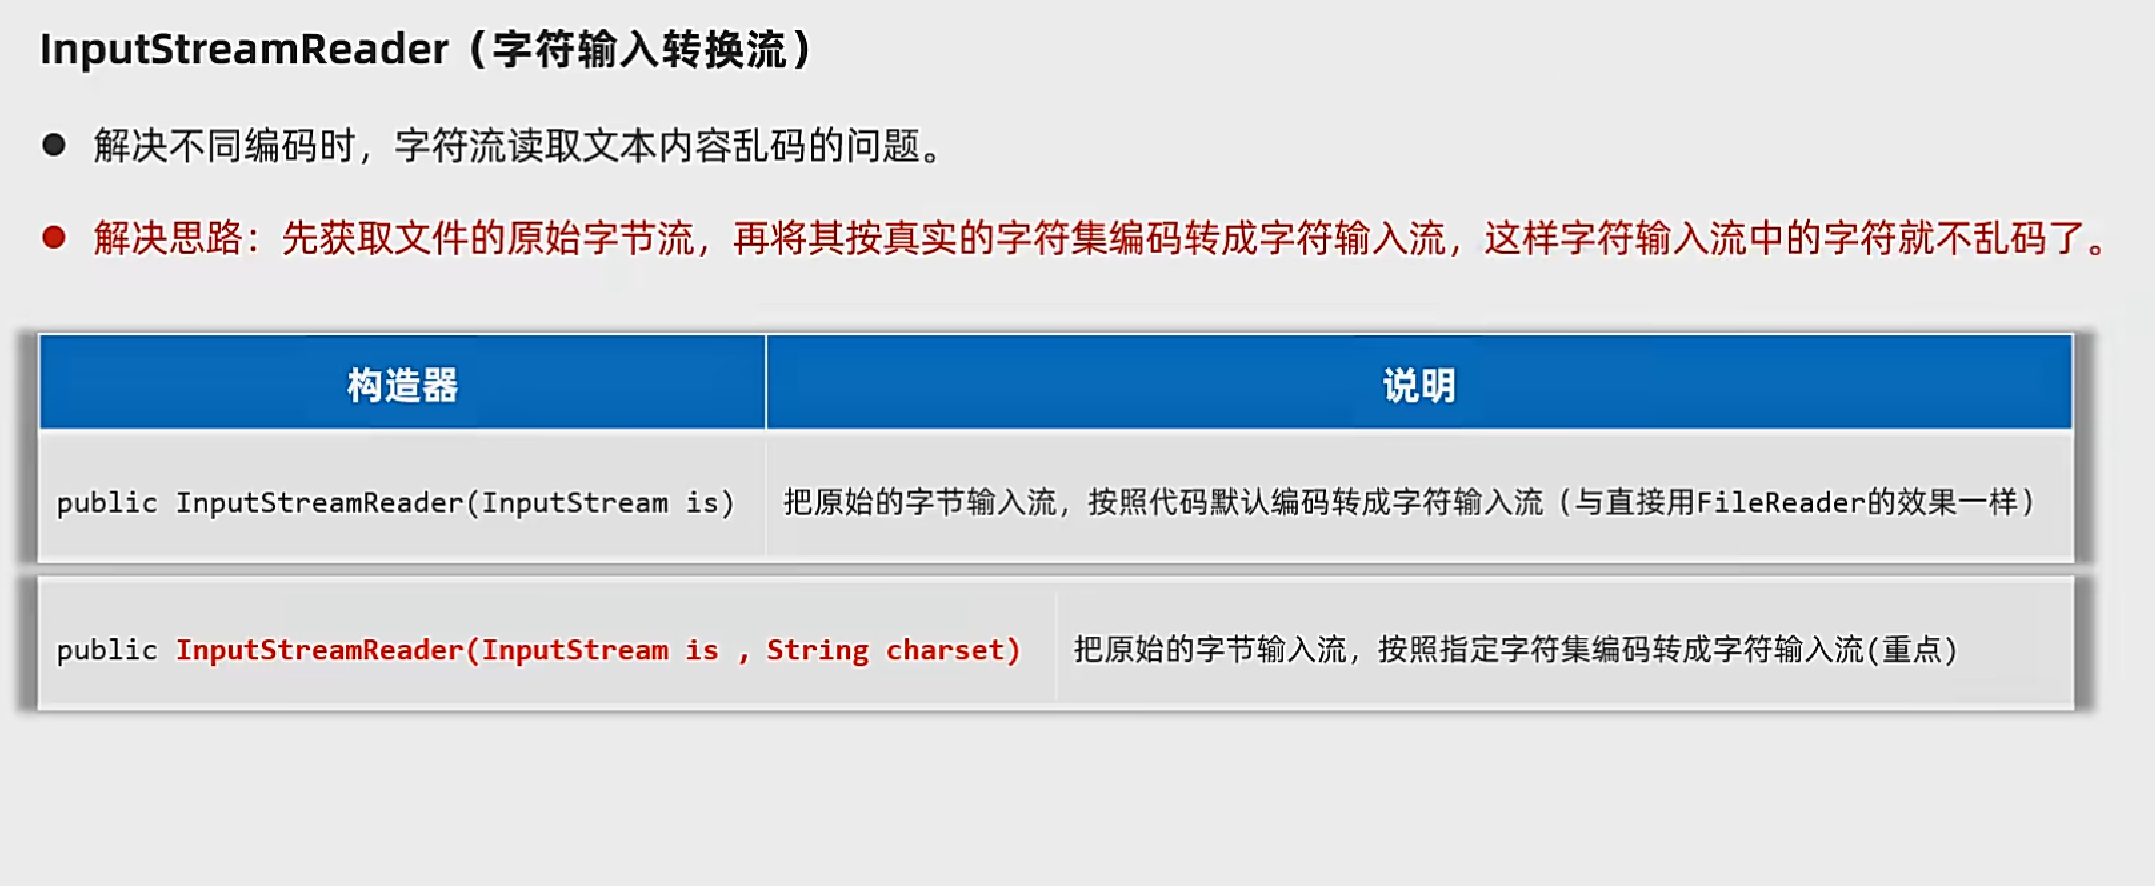 InputStreamReader（字符输入转换流）
解决不同编码时，字符流读取文本内容乱码的问题。
解决思路：先获取文件的原始字节流，再将其按真实的字符集编码转成字符输入流，这样字符输入流中的字符就不乱码了。
构造器 说明
public InputStreamReader(InputStream is) 把原始的字节输入流，按照代码默认编码转成字符输入流（与直接用FileReader的效果一样）
public InputStreamReader(InputStream is , String charset) 把原始的字节输入流，按照指定字符集编码转成字符输入流(重点)